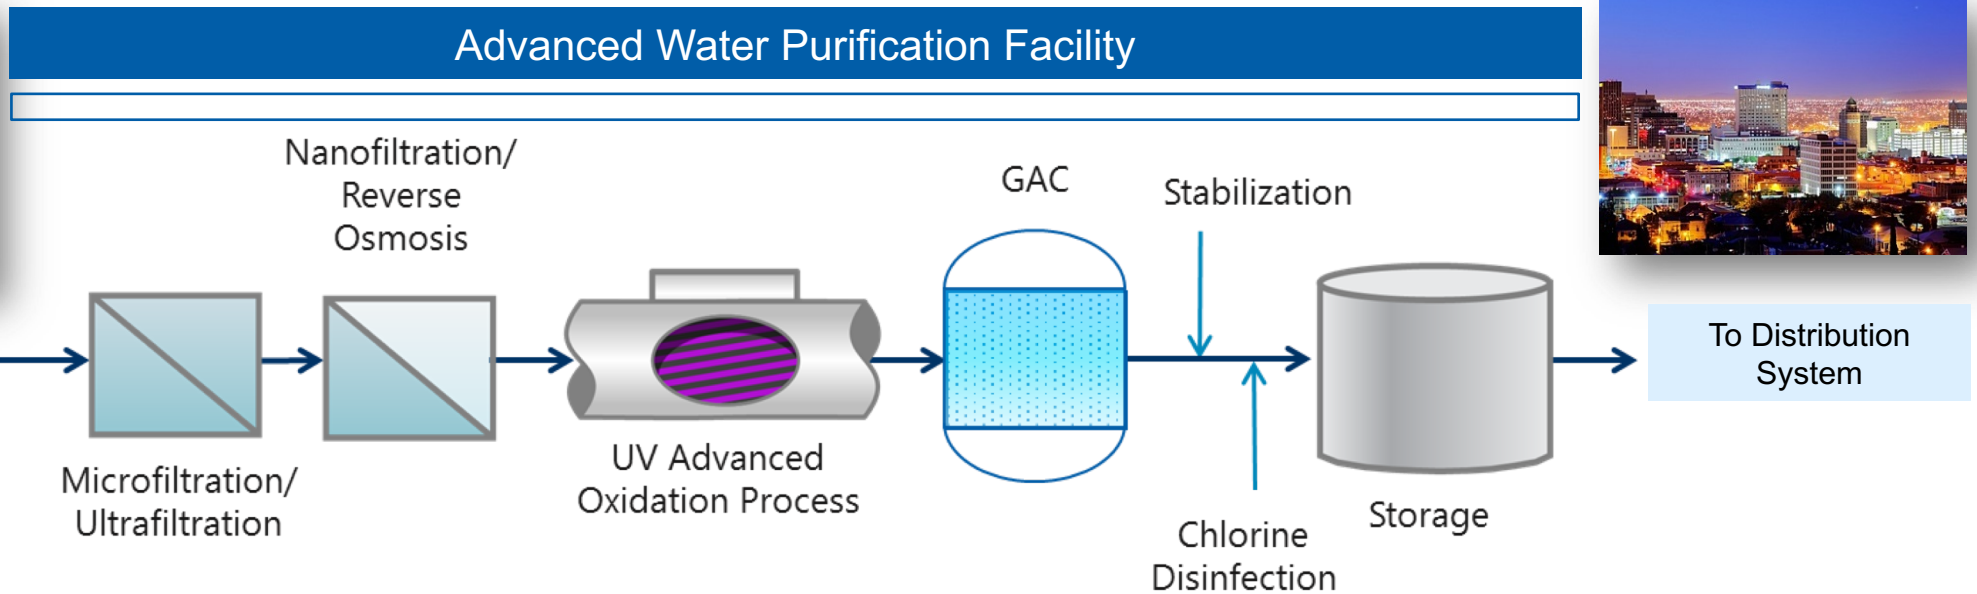 Advanced Water Purification Facility
Nanofiltration/
Reverse
Osmosis
GAC
Stabilization
To Distribution
System
Microfiltration/
Ultrafiltration
UV Advanced
Oxidation Process
Chlorine
Disinfection
Storage